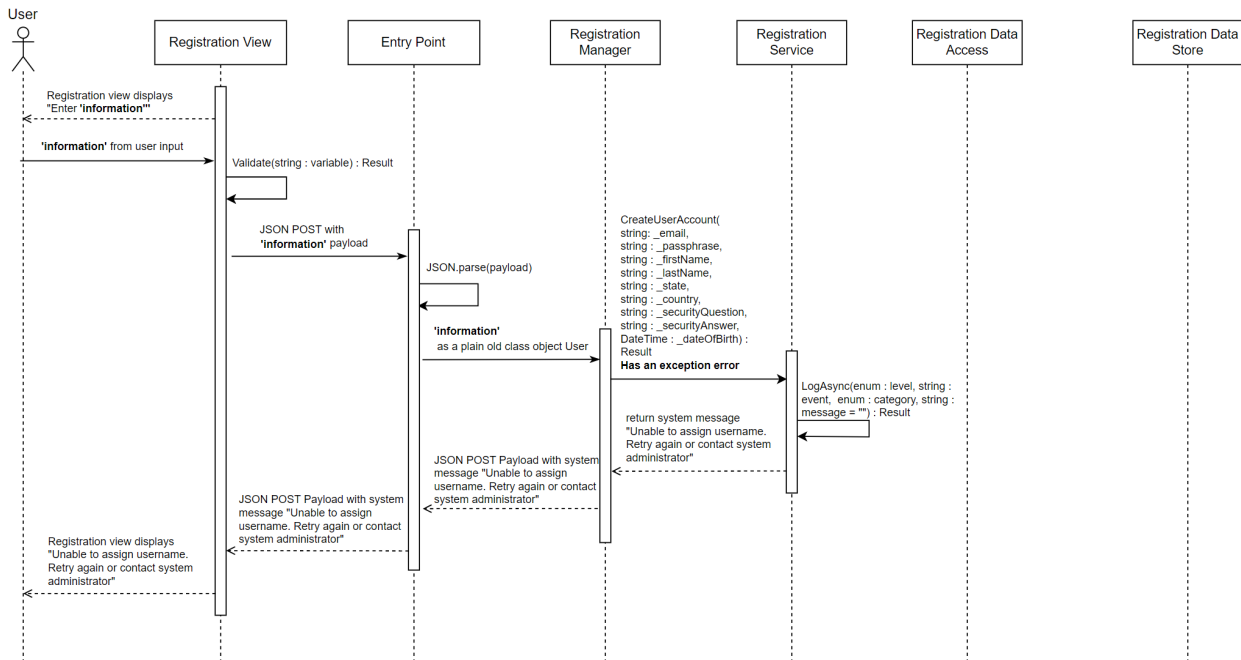 User
Registration View
Entry Point
Registration
Manager
Registration
Service
Registration Data
Access
Registration Data
Store
Registration view displays
"Enter 'information'"
'information' from user input
Validate(string : variable) : Result
JSON POST with
'information' payload
JSON.parse(payload)
'information'
as a plain old class object User
CreateUserAccount(
string: _email,
string : _passphrase,
string : _firstName,
string : _lastName,
string : _state,
string : _country,
string : _securityQuestion,
string : _securityAnswer,
DateTime : _dateOfBirth) :
Result
Has an exception error
LogAsync(enum : level, string :
event, enum : category, string :
message = "") : Result
return system message
"Unable to assign username.
Retry again or contact system
administrator"
JSON POST Payload with system
message "Unable to assign
username. Retry again or contact
system administrator"
JSON POST Payload with system
message "Unable to assign
username. Retry again or contact
system administrator"
Registration view displays
"Unable to assign username.
Retry again or contact system
administrator"